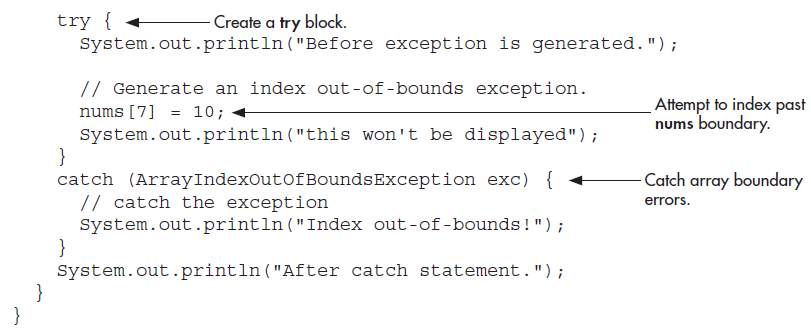 try { Create a try block.
System.out.println("Before exception is generated.");
// Generate an index out-of-bounds exception.
nums[7] = 10; Attempt to index past
nums boundary.
System.out.println("this won't be displayed");
}
catch (ArrayIndexOutOfBoundsException exc) { Catch array boundary
errors.
// catch the exception
System.out.println("Index out-of-bounds!");
}
System.out.println("After catch statement.");
}
}